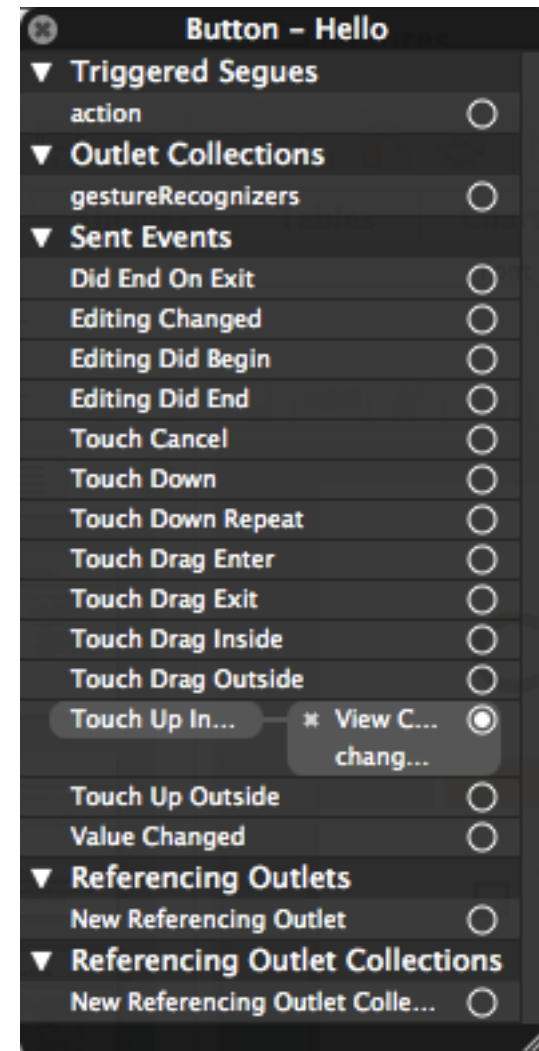 Button – Hello
Triggered Segues
action
Outlet Collections
gestureRecognizers
Sent Events
Did End On Exit
Editing Changed
Editing Did Begin
Editing Did End
Touch Cancel
Touch Down
Touch Down Repeat
Touch Drag Enter
Touch Drag Exit
Touch Drag Inside
Touch Drag Outside
Touch Up In... View C...
chang...
Touch Up Outside
Value Changed
Referencing Outlets
New Referencing Outlet
Referencing Outlet Collections
New Referencing Outlet Colle...